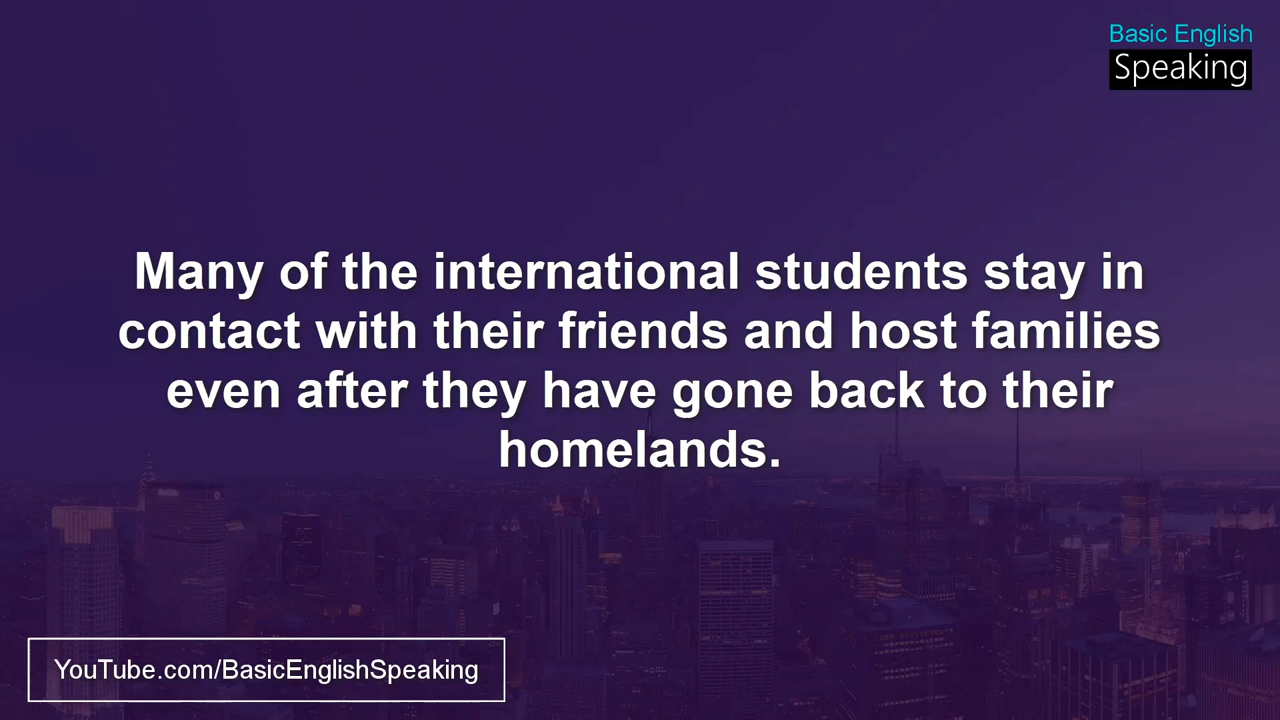 Basic English
Speaking
Many of the international students stay in
contact with their friends and host families
even after they have gone back to their
homelands.
YouTube.com/BasicEnglishSpeaking